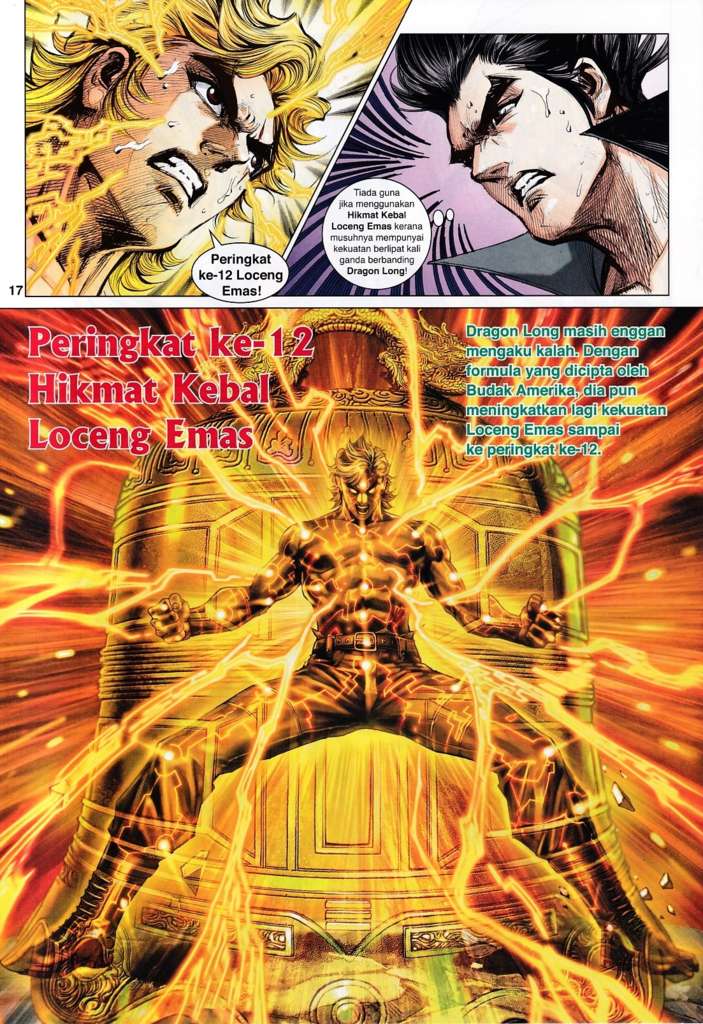 Peringkat
ke-12 Loceng
Emas!
Tiada guna
jika menggunakan
Hikmat Kebal
Loceng Emas kerana
musuhnya mempunyai
kekuatan berlipat kali
ganda berbanding
Dragon Long!
17
Peringkat ke-12
Hikmat Kebal
Loceng Emas
Dragon Long masih enggan
mengaku kalah. Dengan
formula yang dicipta oleh
Budak Amerika, dia pun
meningkatkan lagi kekuatan
Loceng Emas sampai
ke peringkat ke-12.